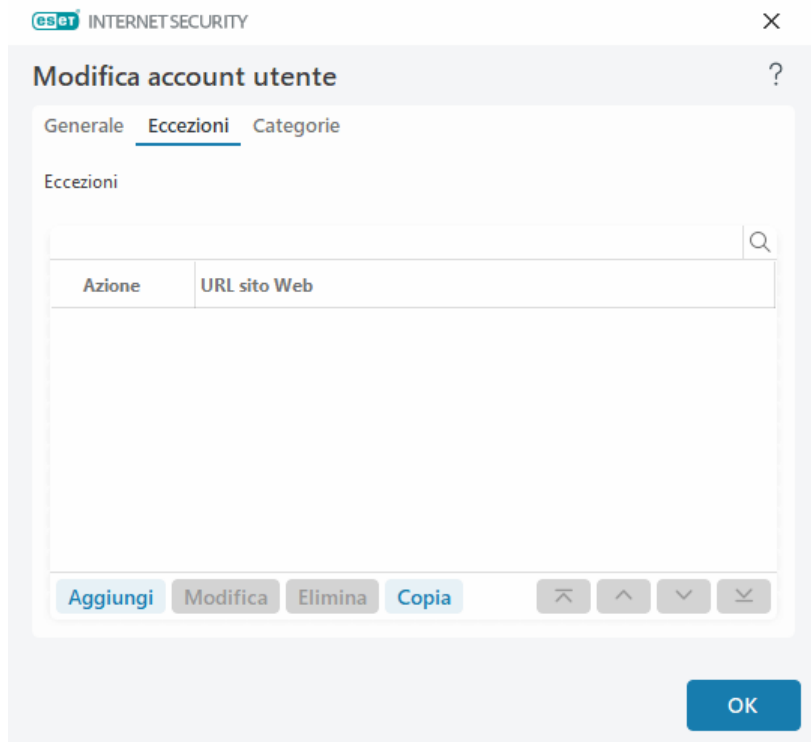 eset INTERNET SECURITY
Modifica account utente ?
Generale Eccezioni Categorie
Eccezioni
Azione URL sito Web
Aggiungi Modifica Elimina Copia
OK